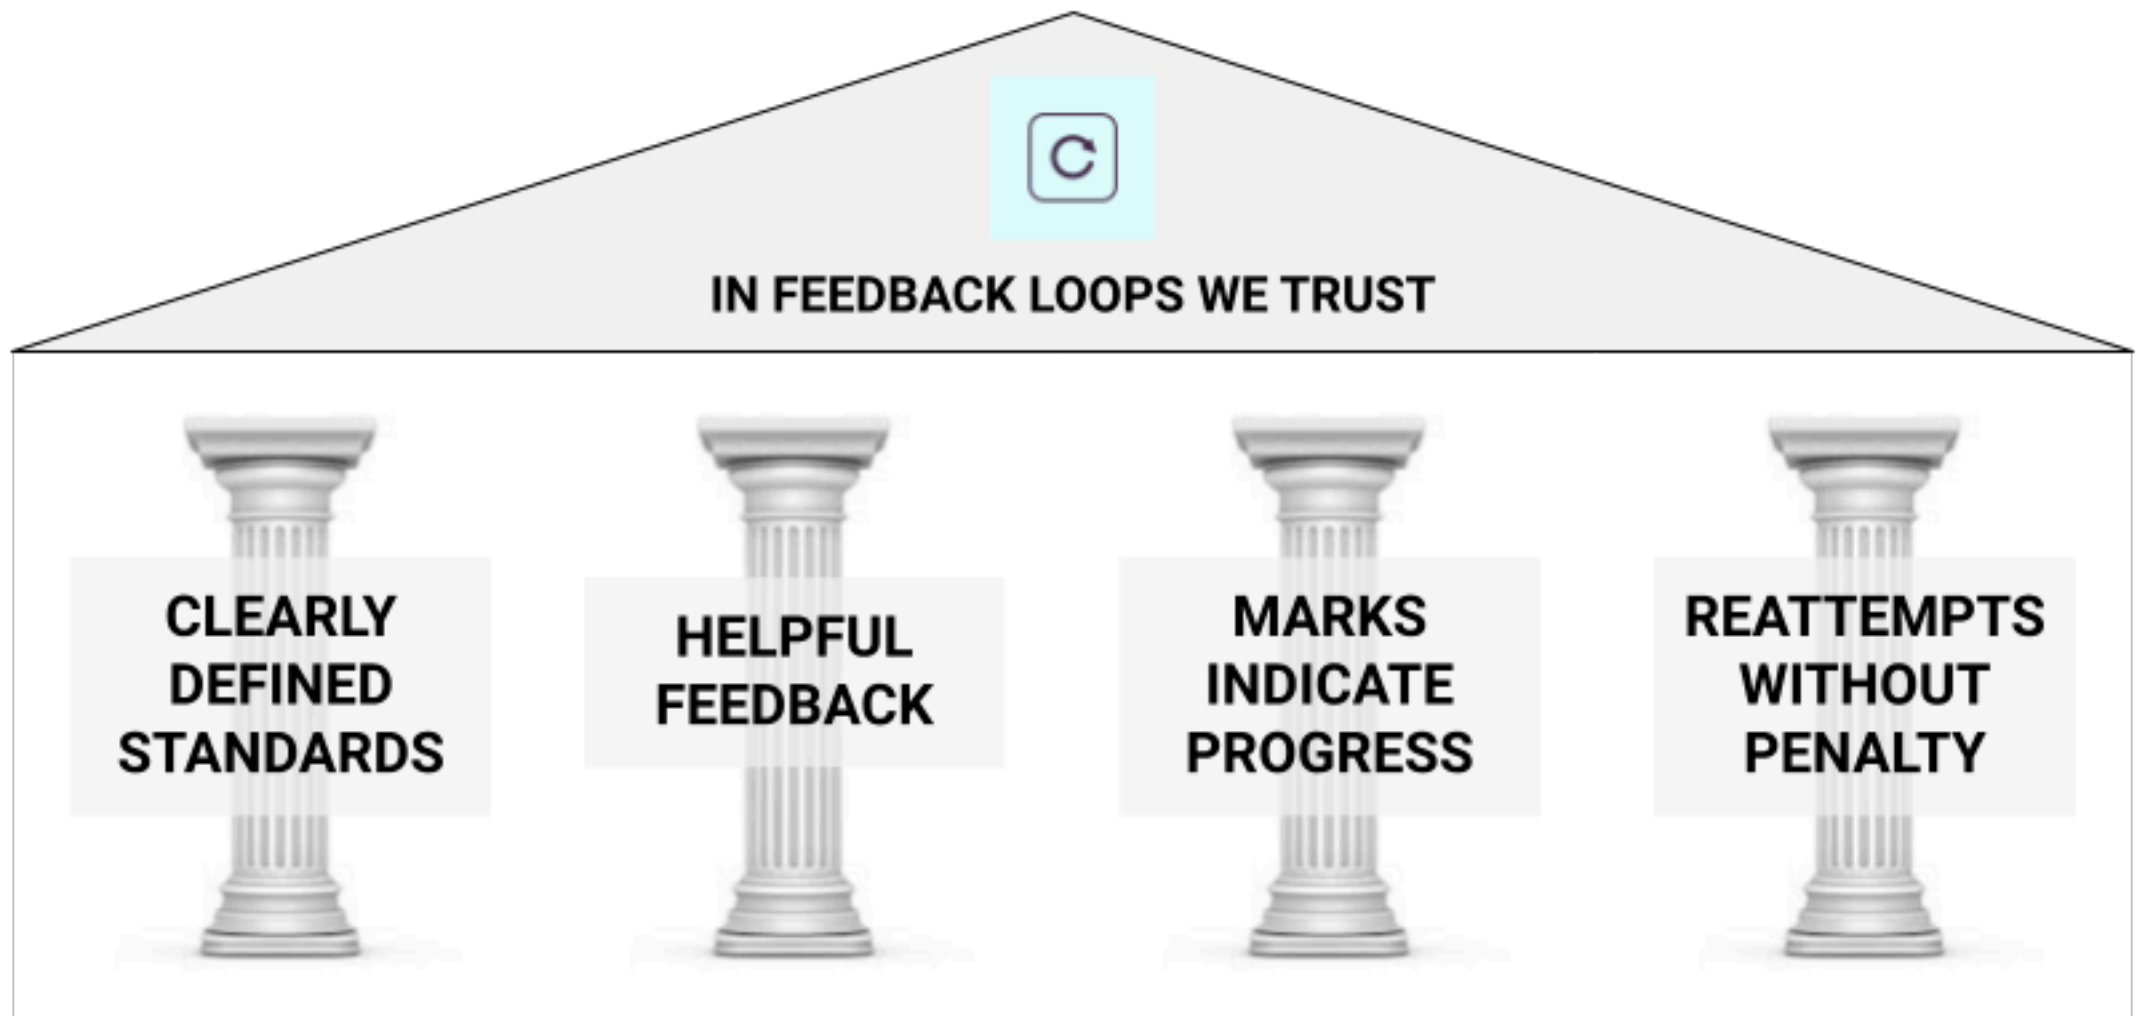 IN FEEDBACK LOOPS WE TRUST
CLEARLY
DEFINED
STANDARDS
HELPFUL
FEEDBACK
MARKS
INDICATE
PROGRESS
REATTEMPTS
WITHOUT
PENALTY